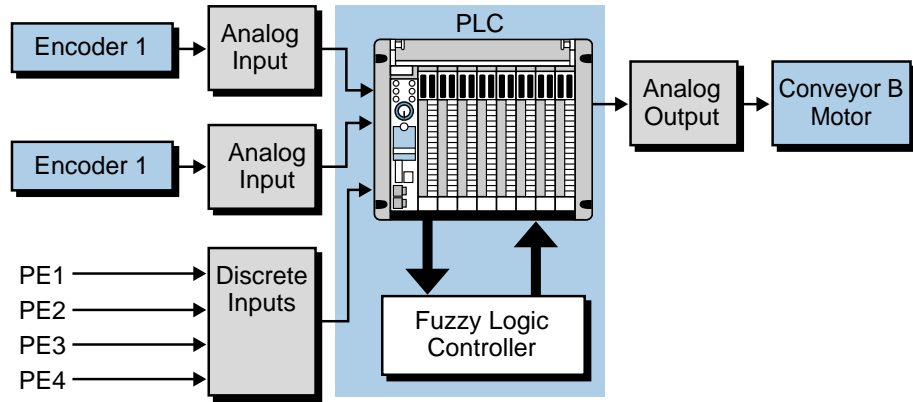 Encoder 1
Analog
Input
PLC
Analog
Output
Conveyor B
Motor
Encoder 1
Analog
Input
PE1
PE2
PE3
PE4
Discrete
Inputs
Fuzzy Logic
Controller